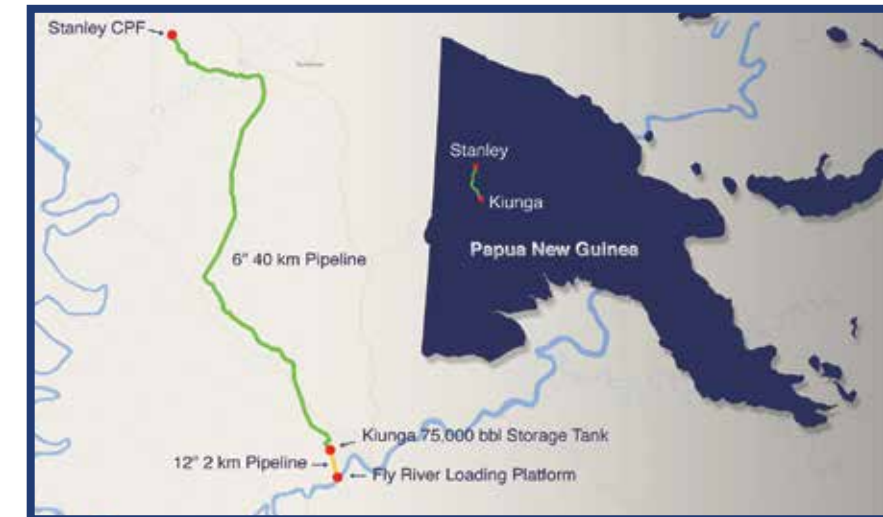 Stanley CPF
Stanley
Kiunga
Papua New Guinea
6" 40 km Pipeline
Kiunga 75.000 bbl Storage Tank
12" 2 km Pipeline
Fly River Loading Platform